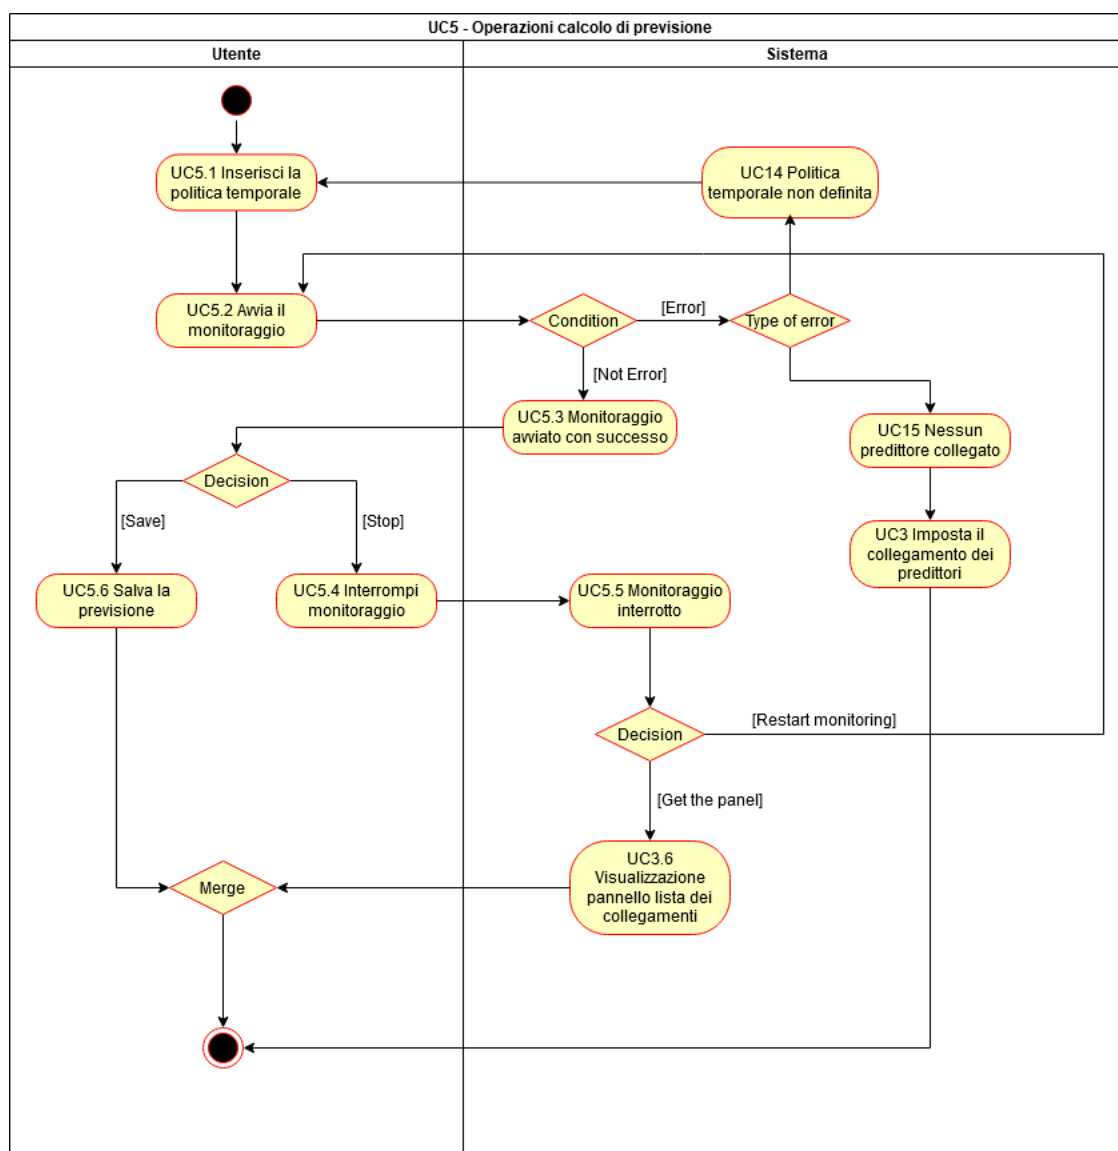 UC5 - Operazioni calcolo di previsione
Utente
Sistema
UC5.1 Inserisci la
politica temporale
UC14 Politica
temporale non definita
UC5.2 Avvia il
monitoraggio
Condition
[Error]
Type of error
[Not Error]
UC5.3 Monitoraggio
avviato con successo
UC15 Nessun
predittore collegato
Decision
[Save]
[Stop]
UC3 Imposta il
collegamento dei
predittori
UC5.6 Salva la
previsione
UC5.4 Interrompi
monitoraggio
UC5.5 Monitoraggio
interrotto
Decision
[Restart monitoring]
[Get the panel]
UC3.6
Visualizzazione
pannello lista dei
collegamenti
Merge